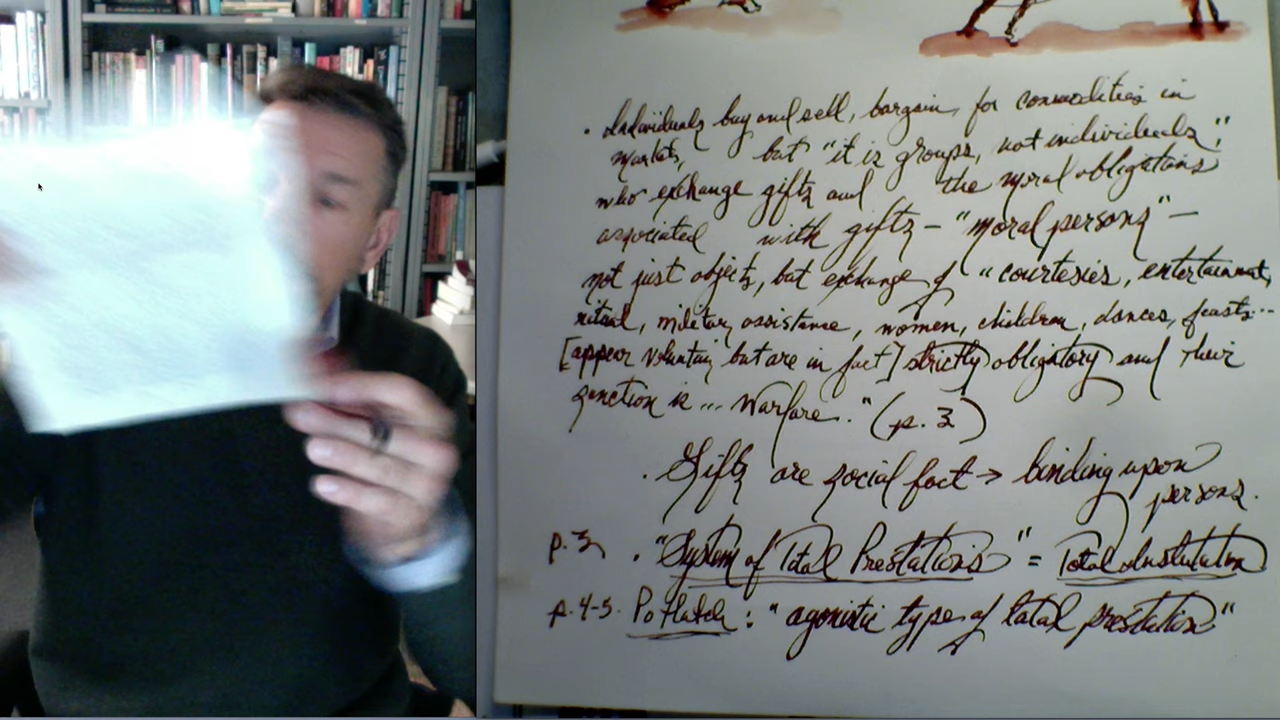 · Individuals buy and sell, bargain, for commodities in
markets, but "it is groups, not individuals,"
who exchange gifts and the moral obligations
associated with gifts – "moral persons" –
not just objects, but exchange of "courtesies, entertainment,
ritual, military assistance, women, children, dances, feasts...
[appear voluntary but are in fact] strictly obligatory and their
sanction is ... warfare." (p. 3)
· Gifts are social fact → binding upon
persons.
p. 3 · "System of Total Prestations" = Total Institution
p. 4-5. Potlatch: "agonistic type of total prestation"